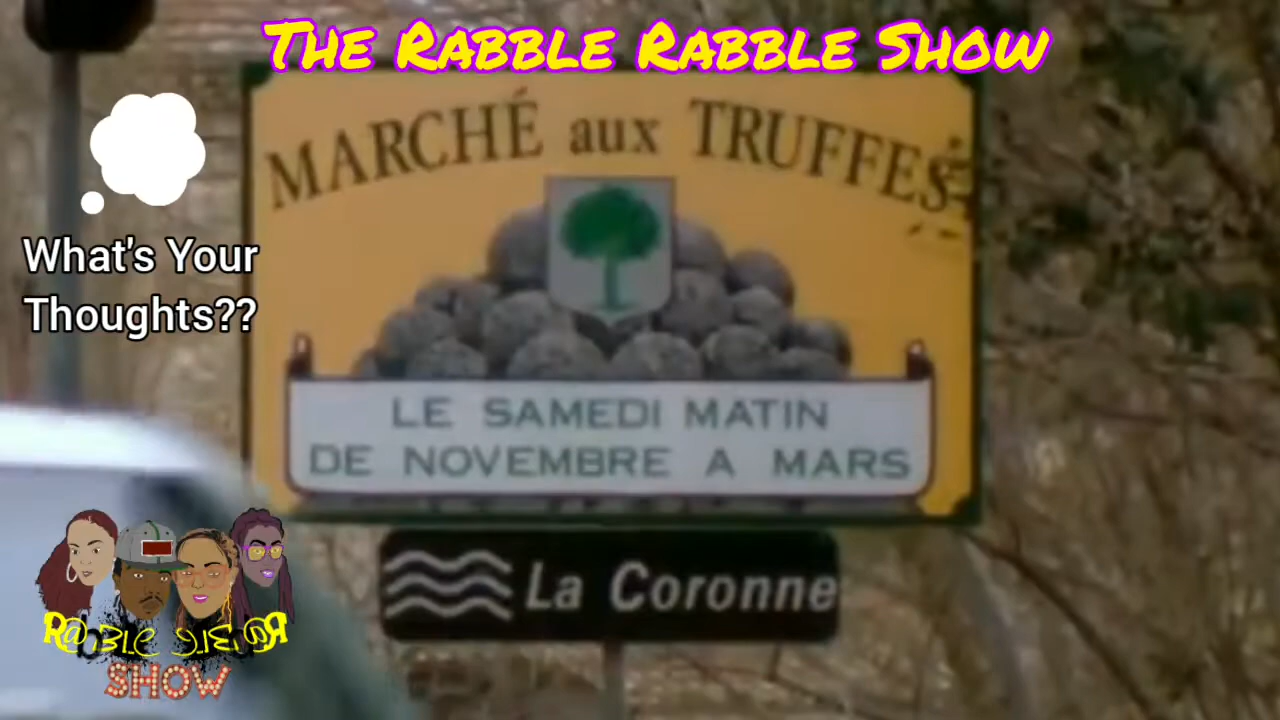 The Rabble Rabble Show
What's Your
Thoughts??
MARCHÉ aux TRUFFES
LE SAMEDI MATIN
DE NOVEMBRE A MARS
La Coronne
SHOW